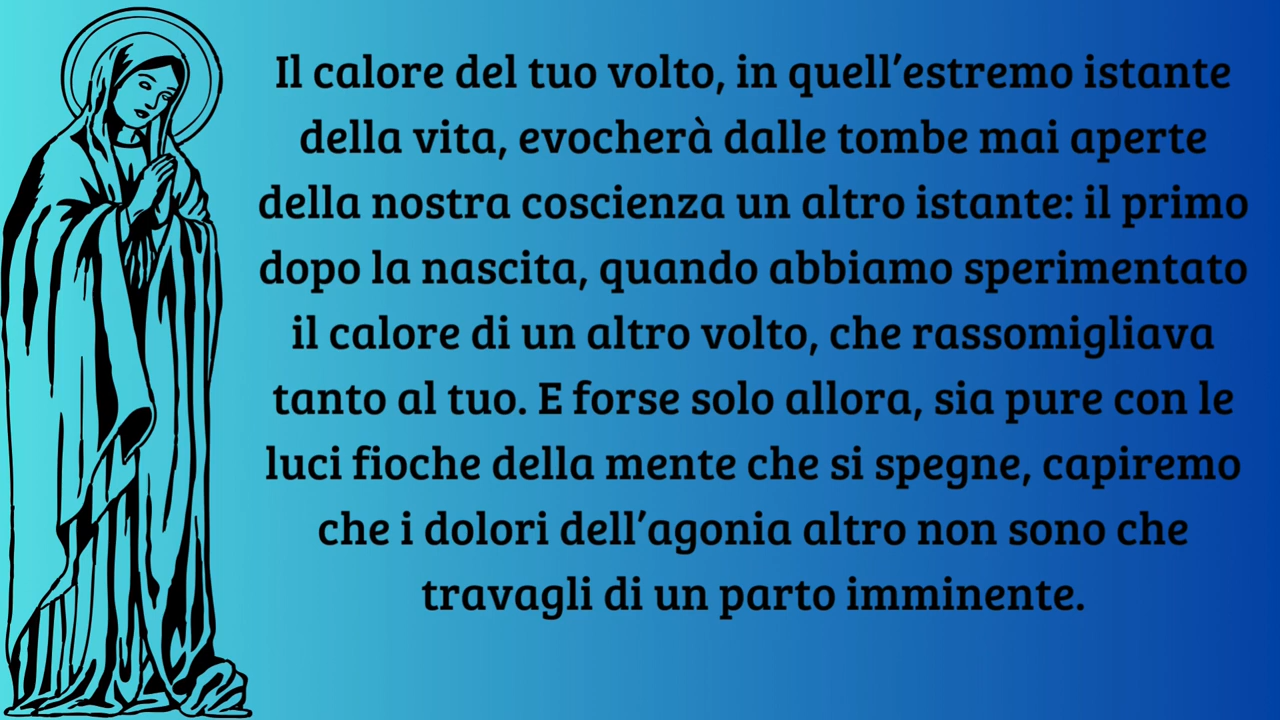 Il calore del tuo volto, in quell'estremo istante
della vita, evocherà dalle tombe mai aperte
della nostra coscienza un altro istante: il primo
dopo la nascita, quando abbiamo sperimentato
il calore di un altro volto, che rassomigliava
tanto al tuo. E forse solo allora, sia pure con le
luci fioche della mente che si spegne, capiremo
che i dolori dell'agonia altro non sono che
travagli di un parto imminente.